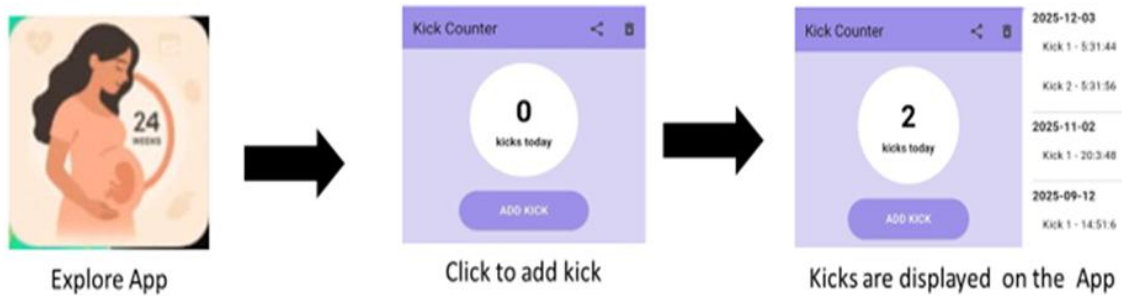 24
WEEKS
Explore App
Kick Counter
0
kicks today
ADD KICK
Click to add kick
Kick Counter
2
kicks today
ADD KICK
2025-12-03
Kick 1 - 5:31:44
Kick 2 - 5:31:56
2025-11-02
Kick 1 - 20:3:48
2025-09-12
Kick 1 - 14:51:6
Kicks are displayed on the App